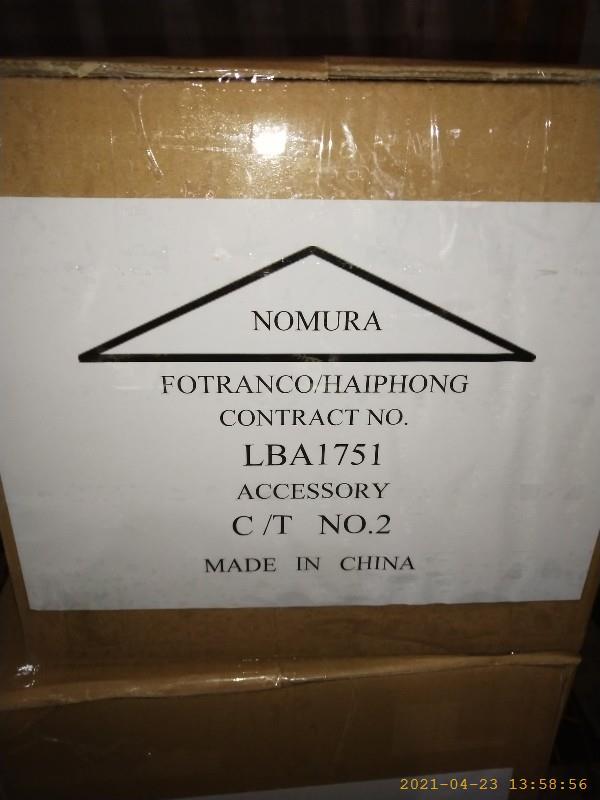 NOMURA
FOTRANCO/HAIPHONG
CONTRACT NO.
LBA1751
ACCESSORY
C/T NO.2
MADE IN CHINA
2021-04-23 13:58:56